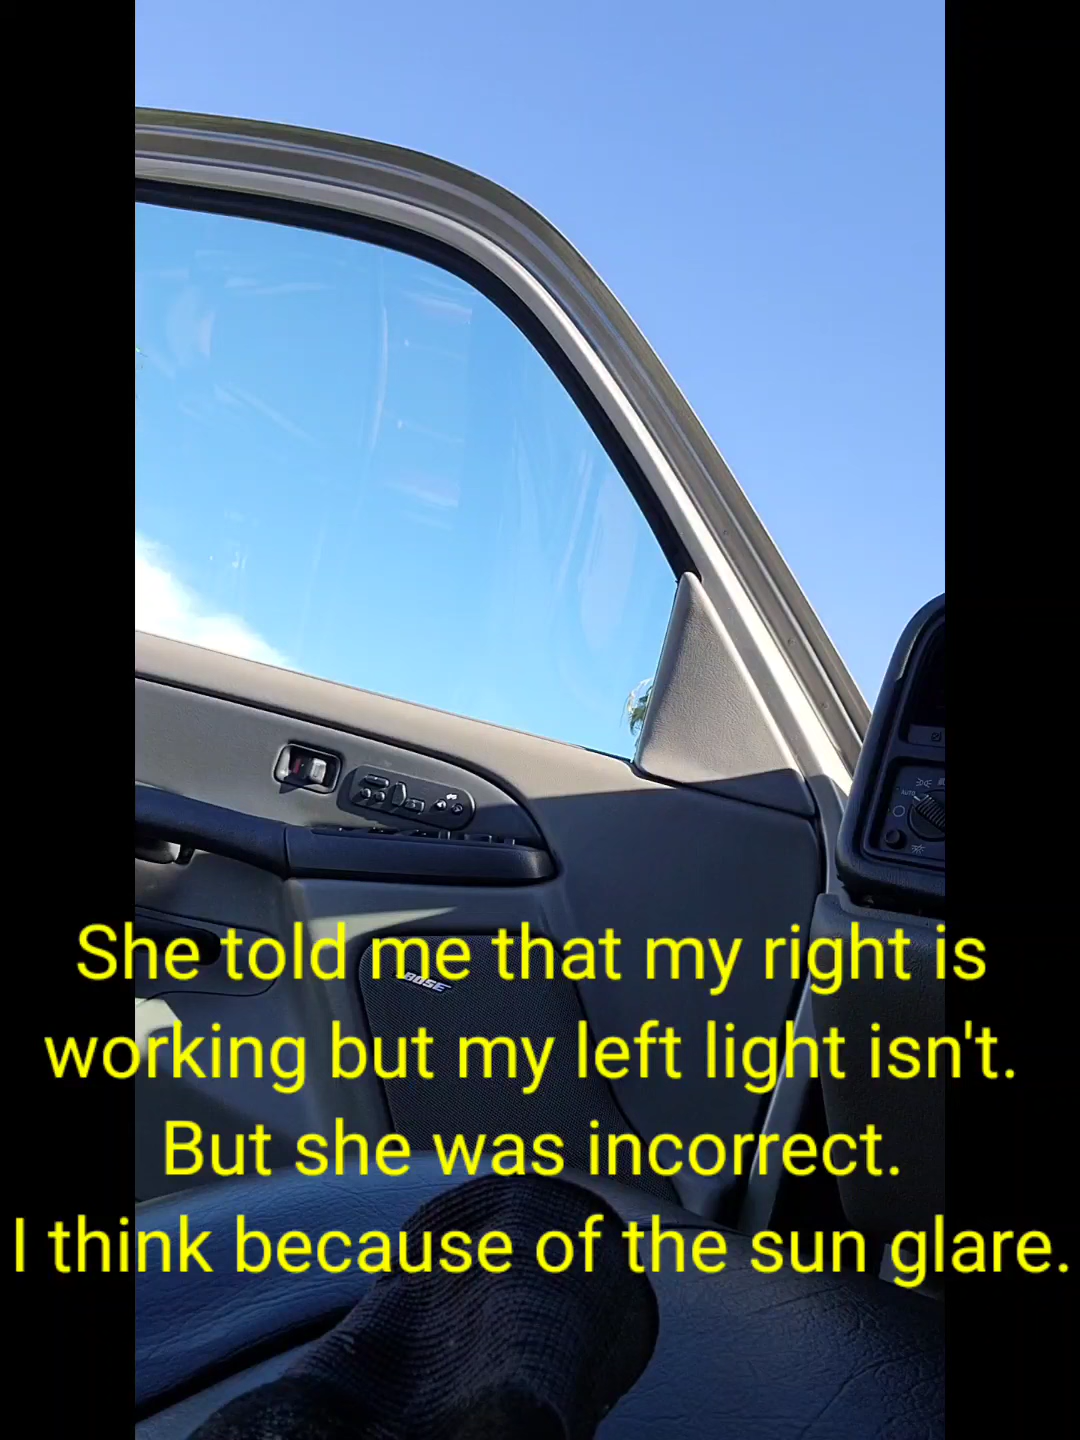 AUTO
BOSE
She told me that my right is
working but my left light isn't.
But she was incorrect.
I think because of the sun glare.